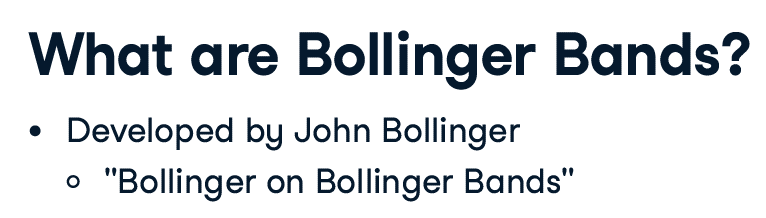 What are Bollinger Bands?
• Developed by John Bollinger
◦ "Bollinger on Bollinger Bands"